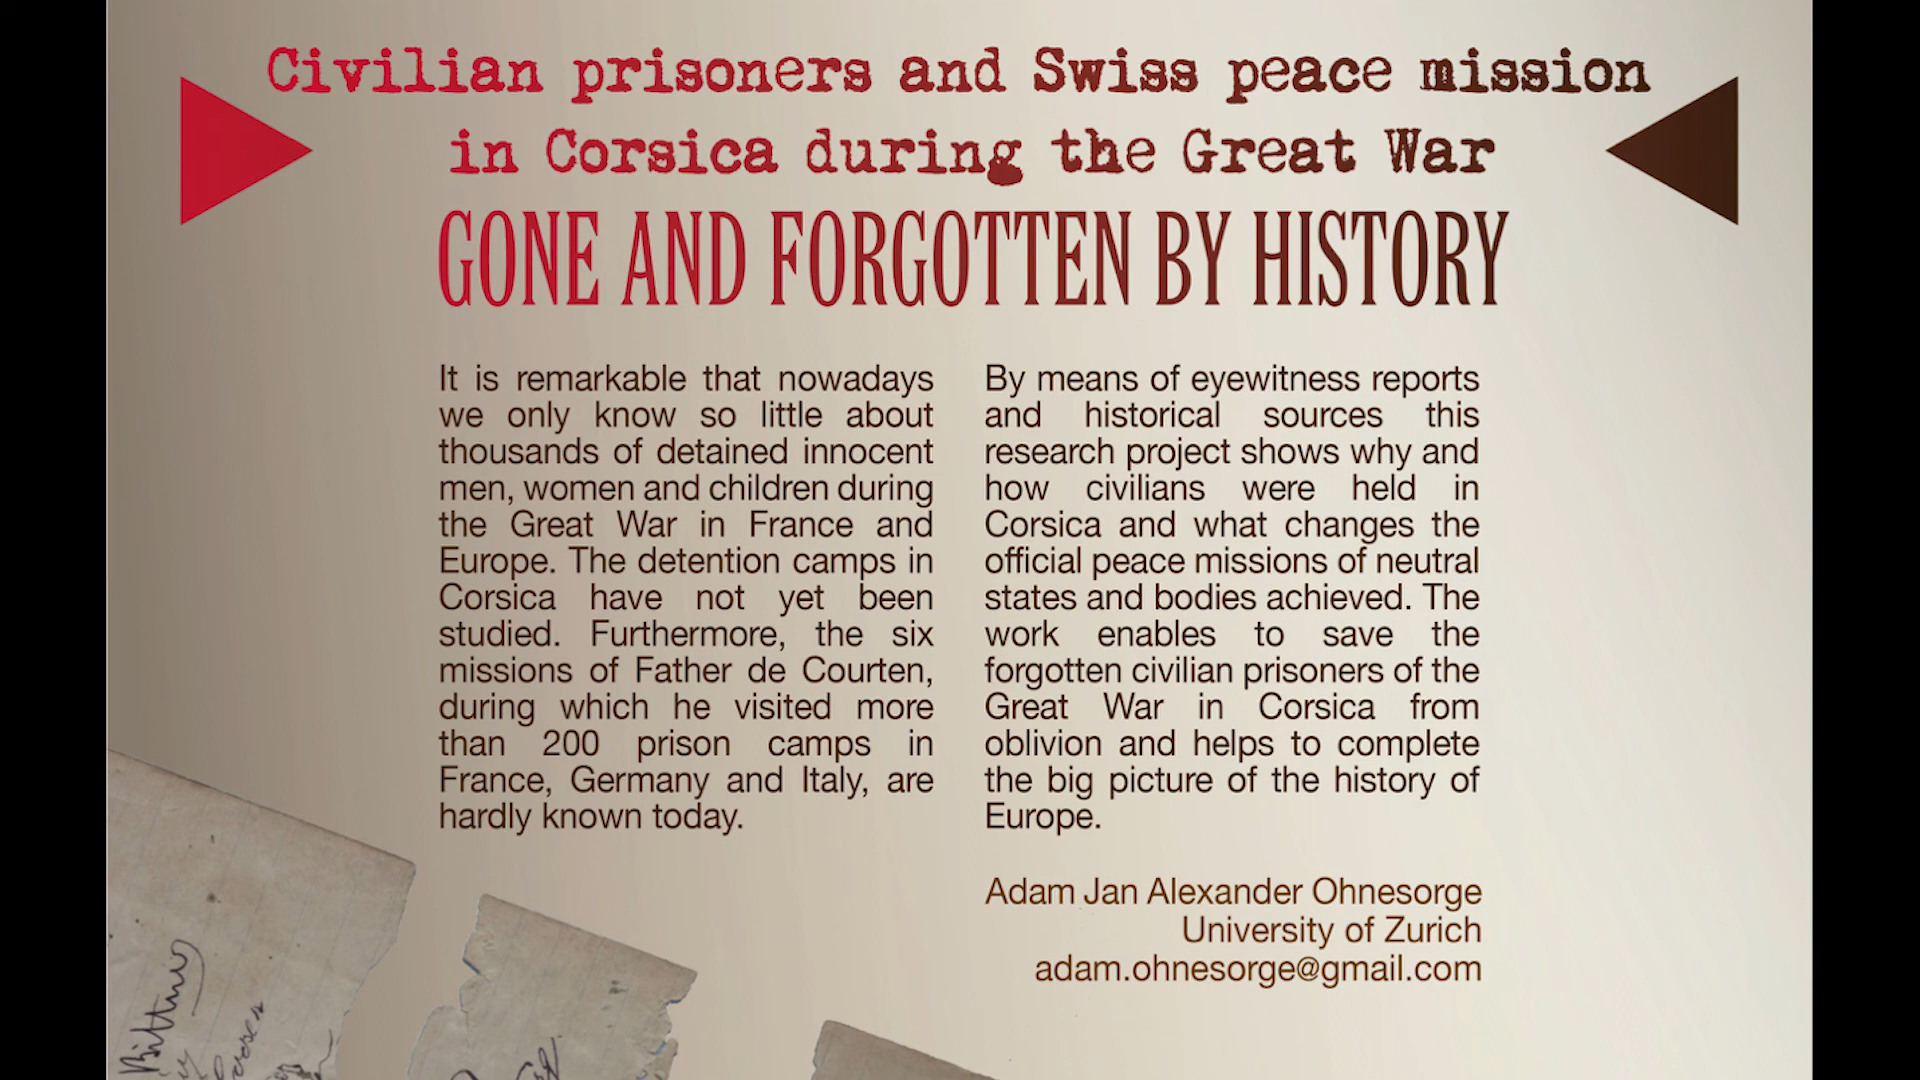 Civilian prisoners and Swiss peace mission
in Corsica during the Great War
GONE AND FORGOTTEN BY HISTORY
It is remarkable that nowadays
we only know so little about
thousands of detained innocent
men, women and children during
the Great War in France and
Europe. The detention camps in
Corsica have not yet been
studied. Furthermore, the six
missions of Father de Courten,
during which he visited more
than 200 prison camps in
France, Germany and Italy, are
hardly known today.
By means of eyewitness reports
and historical sources this
research project shows why and
how civilians were held in
Corsica and what changes the
official peace missions of neutral
states and bodies achieved. The
work enables to save the
forgotten civilian prisoners of the
Great War in Corsica from
oblivion and helps to complete
the big picture of the history of
Europe.
Adam Jan Alexander Ohnesorge
University of Zurich
adam.ohnesorge@gmail.com